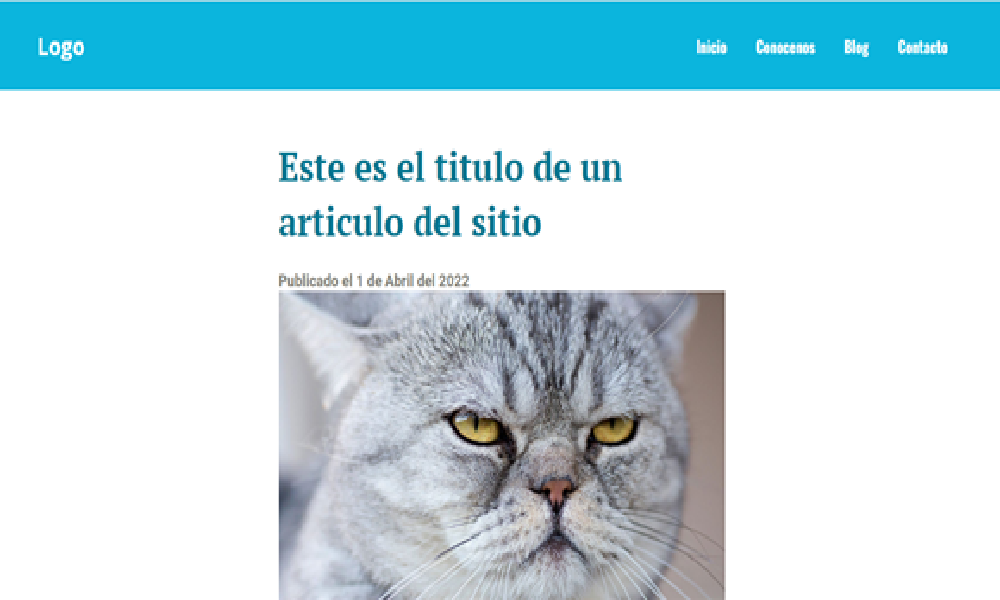 Logo
Inicio Conocenos Blog Contacto
Este es el titulo de un
articulo del sitio
Publicado el 1 de Abril del 2022